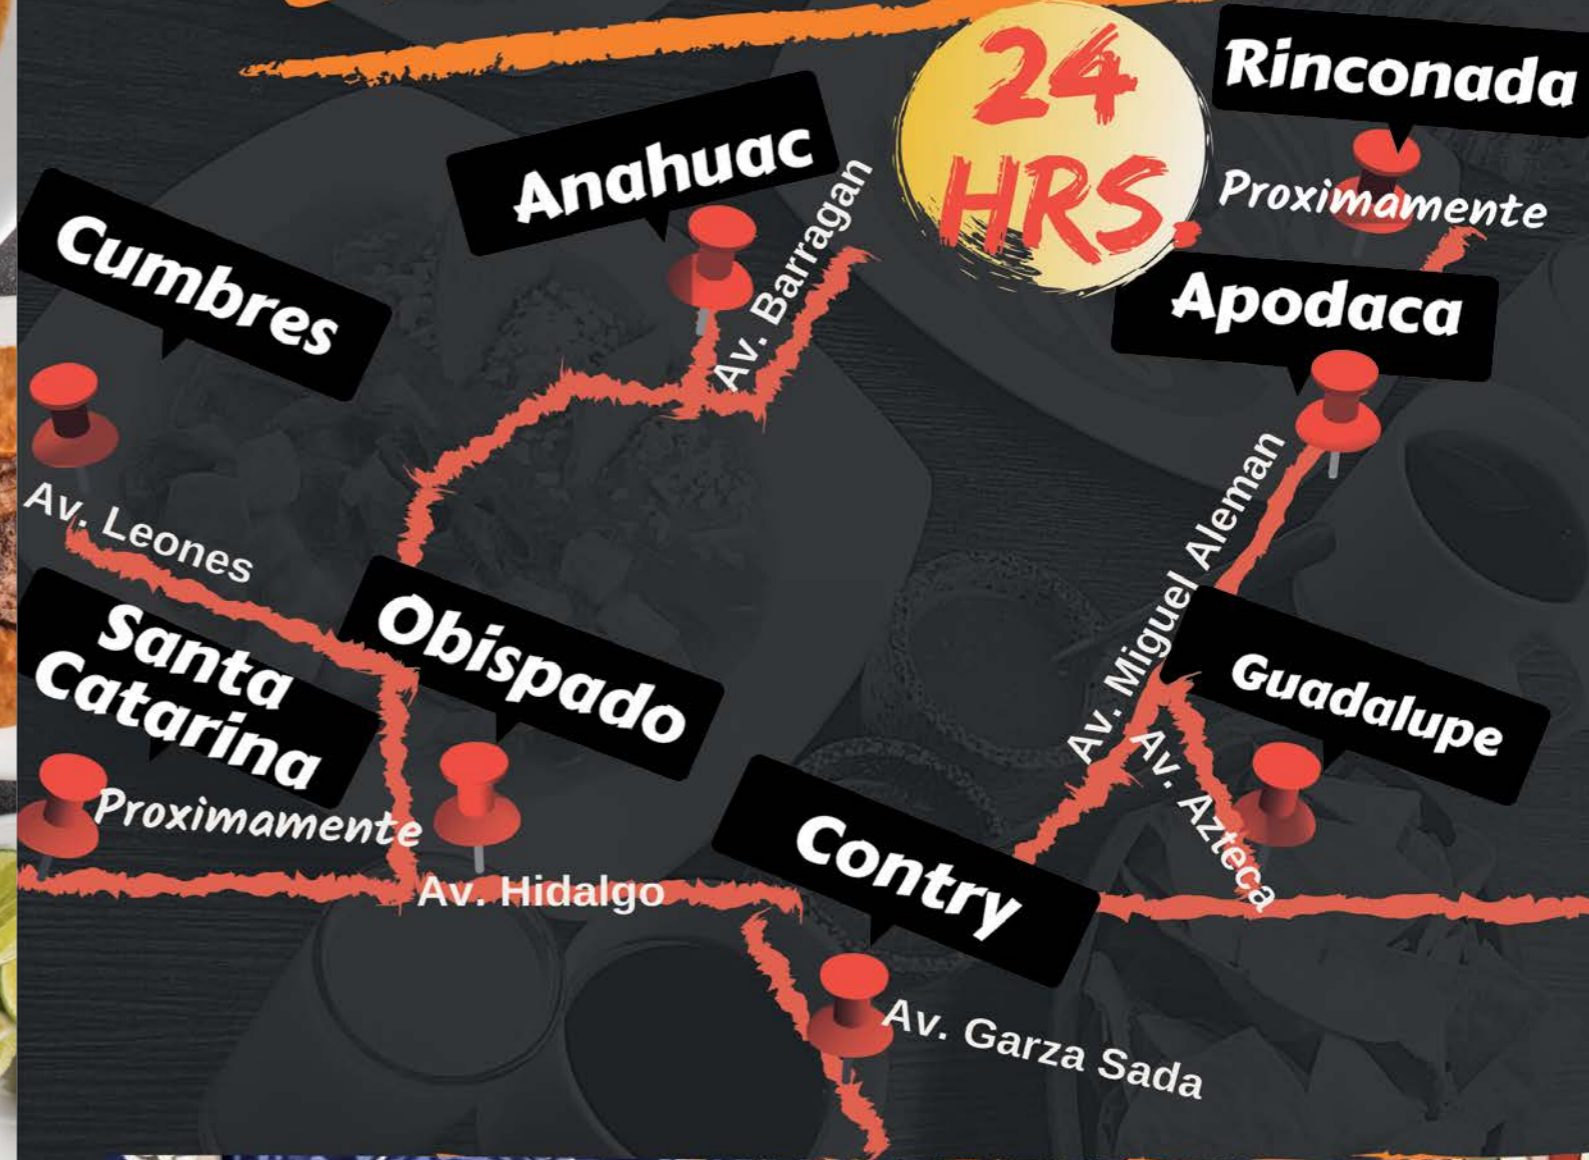 24
HRS.
Rinconada
Proximamente
Anahuac
Av. Barragan
Cumbres
Apodaca
Av. Leones
Av. Miguel Aleman
Santa
Catarina
Proximamente
Obispado
Guadalupe
Av. Azteca
Contry
Av. Hidalgo
Av. Garza Sada